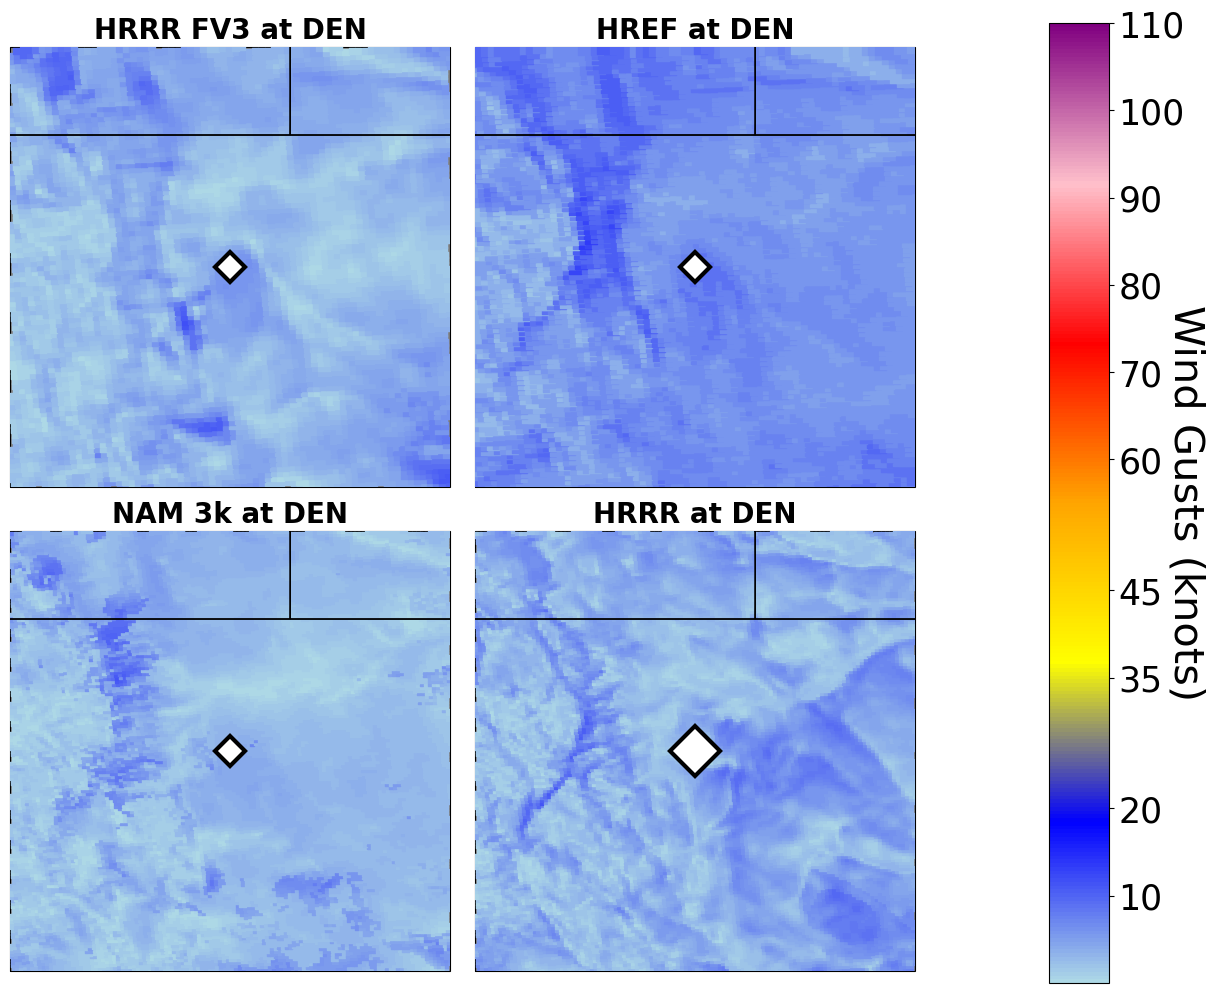 HRRR FV3 at DEN
HREF at DEN
NAM 3k at DEN
HRRR at DEN
110
100
90
80
70
60
45
35
20
10
Wind Gusts (knots)